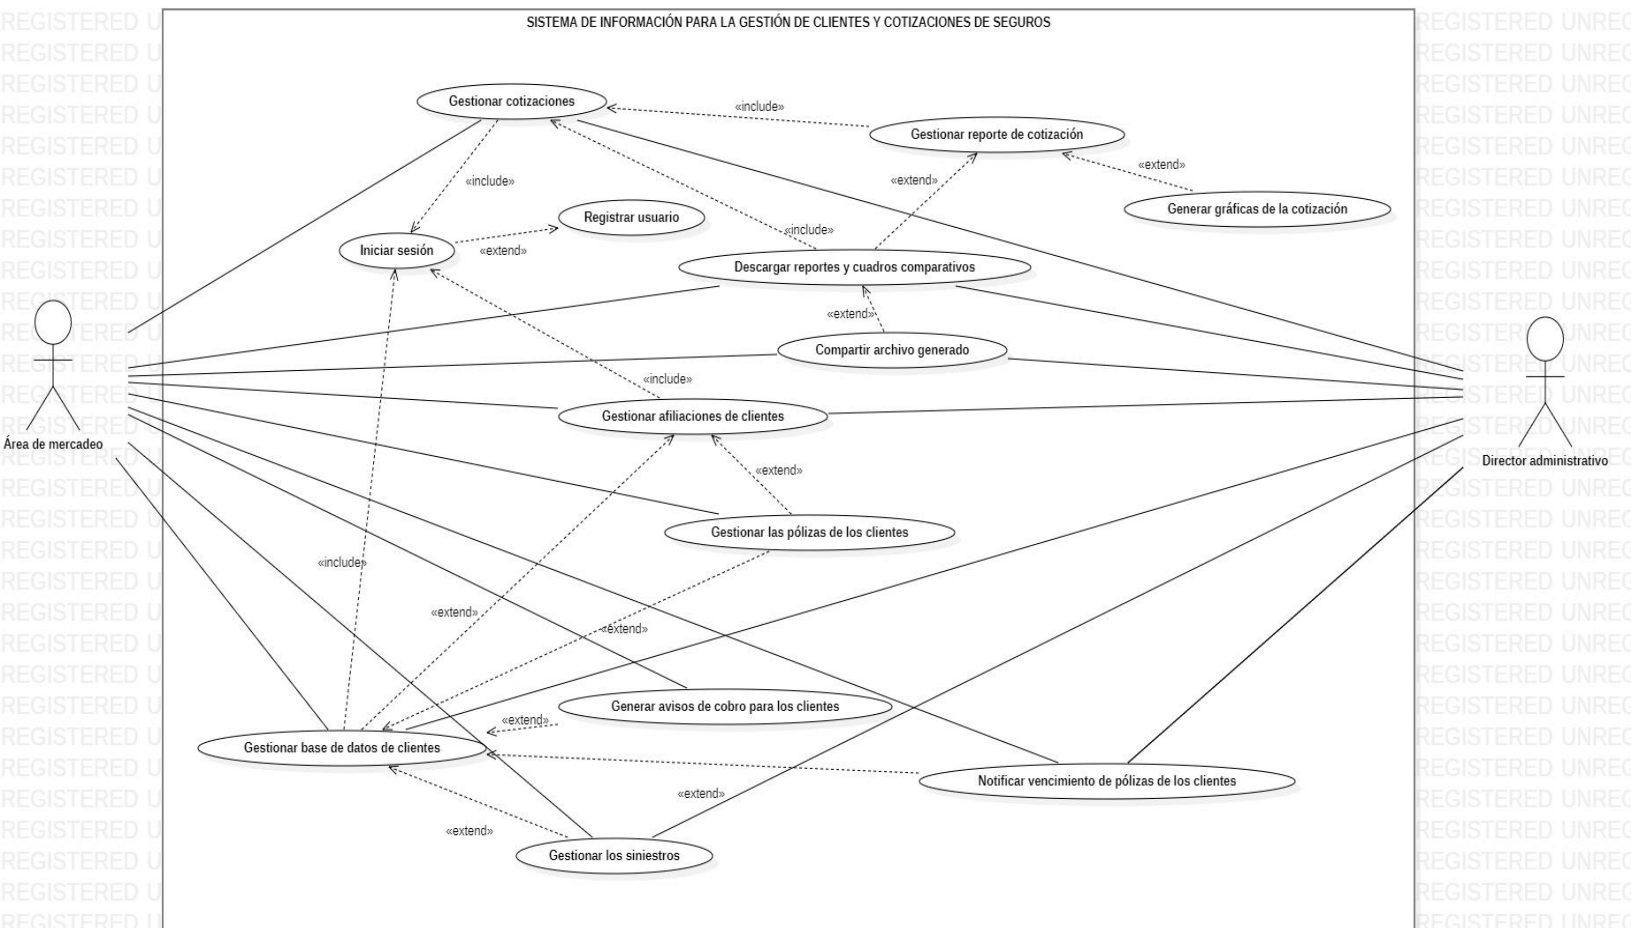 SISTEMA DE INFORMACIÓN PARA LA GESTIÓN DE CLIENTES Y COTIZACIONES DE SEGUROS
Gestionar cotizaciones
«include»
Gestionar reporte de cotización
«extend»
«include»
«extend»
Generar gráficas de la cotización
Registrar usuario
«include»
Iniciar sesión
«extend»
Descargar reportes y cuadros comparativos
«extend»
Compartir archivo generado
«include»
Gestionar afiliaciones de clientes
Área de mercadeo
Director administrativo
«extend»
Gestionar las pólizas de los clientes
«include»
«extend»
«extend»
Generar avisos de cobro para los clientes
«extend»
Gestionar base de datos de clientes
Notificar vencimiento de pólizas de los clientes
«extend»
«extend»
Gestionar los siniestros